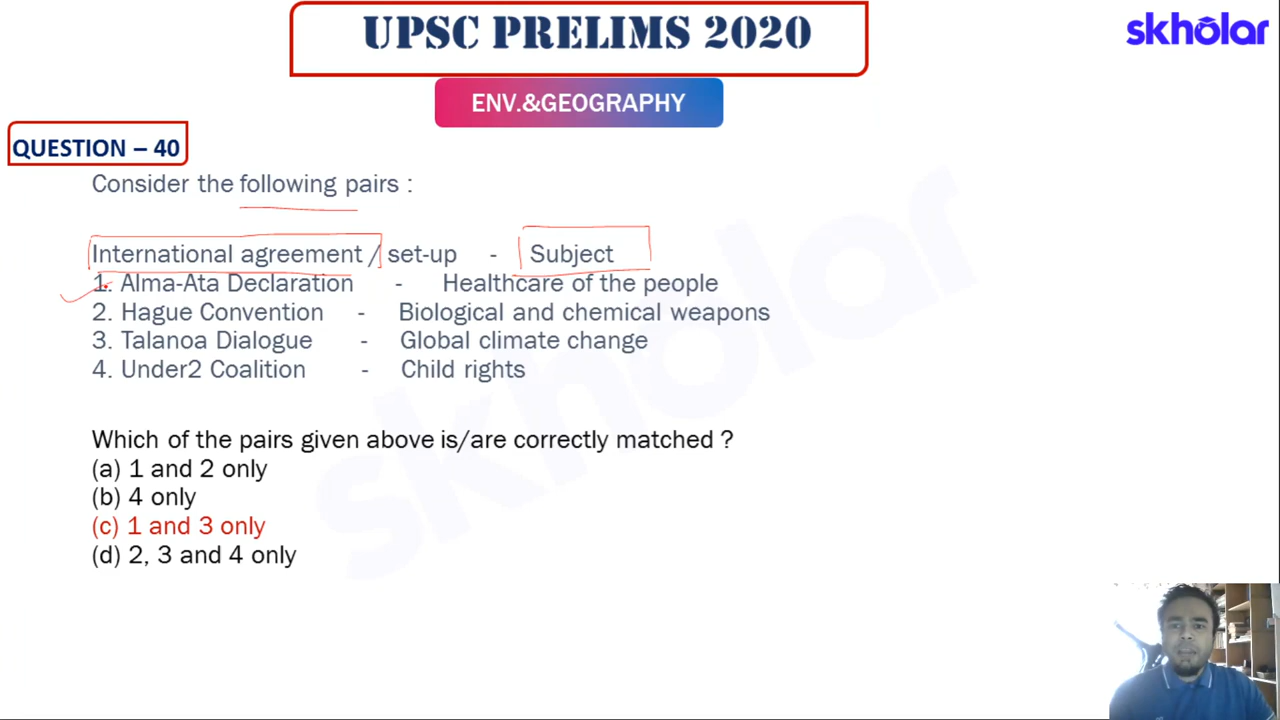 UPSC PRELIMS 2020
skholar
ENV.&GEOGRAPHY
QUESTION – 40
Consider the following pairs :
International agreement / set-up - Subject
1. Alma-Ata Declaration - Healthcare of the people
2. Hague Convention - Biological and chemical weapons
3. Talanoa Dialogue - Global climate change
4. Under2 Coalition - Child rights
Which of the pairs given above is/are correctly matched ?
(a) 1 and 2 only
(b) 4 only
(c) 1 and 3 only
(d) 2, 3 and 4 only
skholar